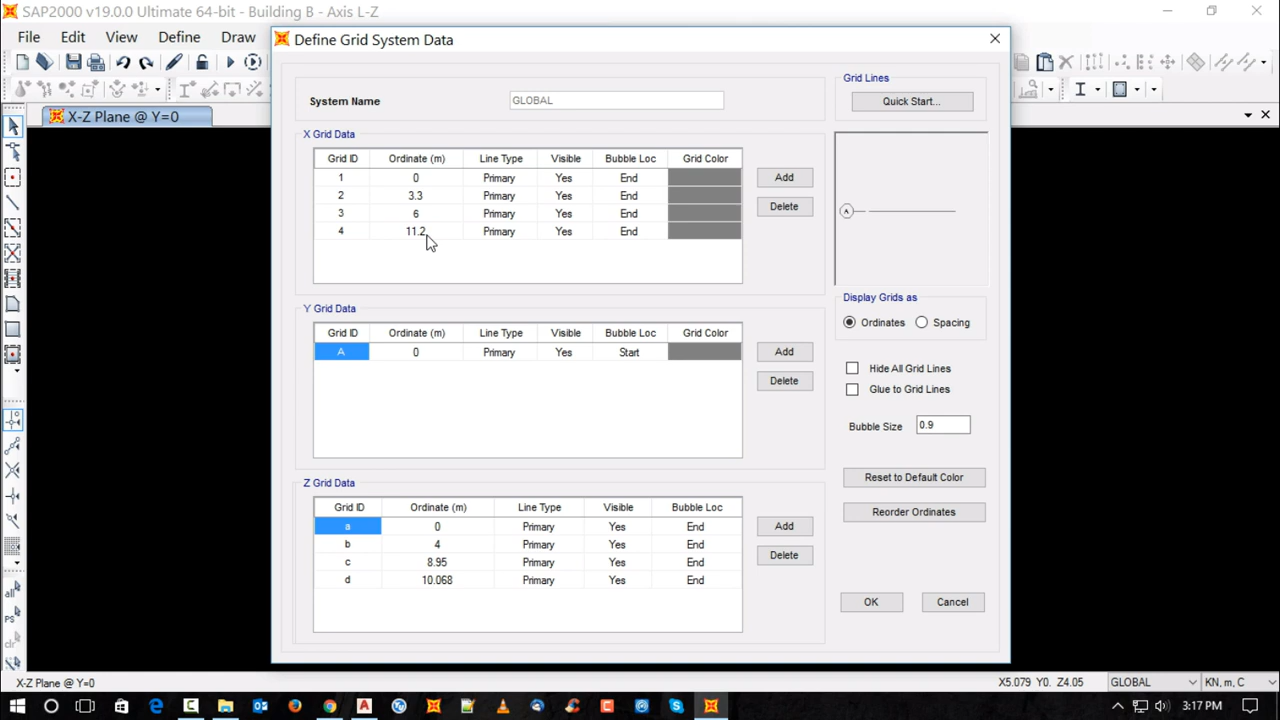 SAP2000 v19.0.0 Ultimate 64-bit - Building B - Axis L-Z
File Edit View Define Draw
X-Z Plane @ Y=0
Define Grid System Data
System Name GLOBAL
Grid Lines
Quick Start...
X Grid Data
Grid ID Ordinate (m) Line Type Visible Bubble Loc Grid Color
1 0 Primary Yes End
2 3.3 Primary Yes End
3 6 Primary Yes End
4 11.2 Primary Yes End
Add
Delete
A
Y Grid Data
Grid ID Ordinate (m) Line Type Visible Bubble Loc Grid Color
A 0 Primary Yes Start
Add
Delete
Display Grids as
Ordinates Spacing
Hide All Grid Lines
Glue to Grid Lines
Bubble Size 0.9
Reset to Default Color
Reorder Ordinates
Z Grid Data
Grid ID Ordinate (m) Line Type Visible Bubble Loc
a 0 Primary Yes End
b 4 Primary Yes End
c 8.95 Primary Yes End
d 10.068 Primary Yes End
Add
Delete
OK Cancel
all
PS
clr
X-Z Plane @ Y=0 X5.079 Y0. Z4.05 GLOBAL KN, m, C
3:17 PM